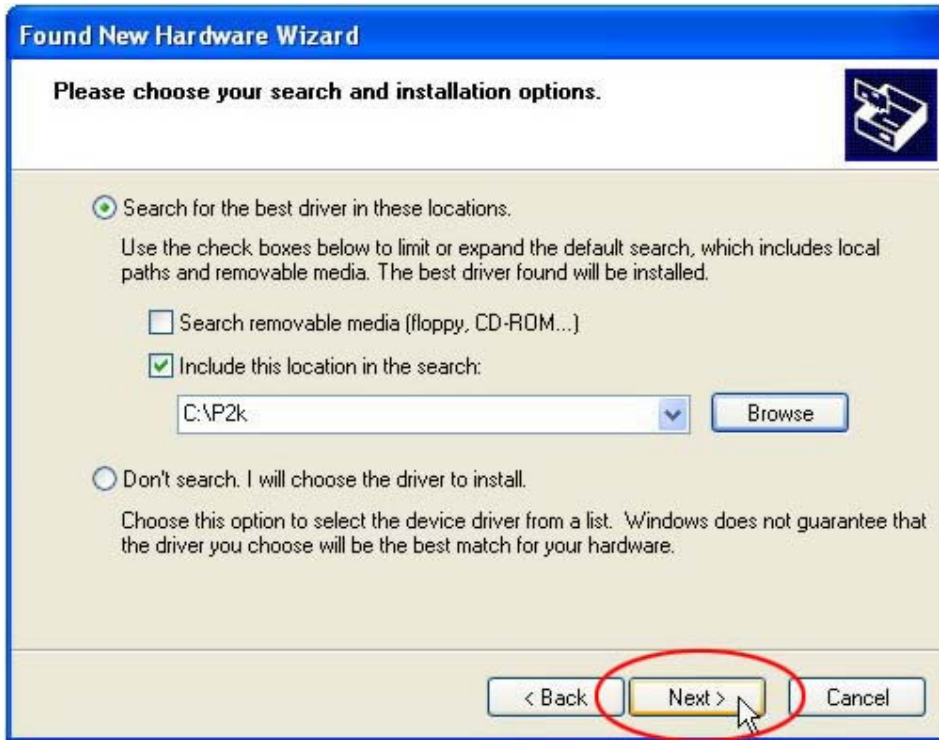 Found New Hardware Wizard
Please choose your search and installation options.
Search for the best driver in these locations.
Use the check boxes below to limit or expand the default search, which includes local
paths and removable media. The best driver found will be installed.
Search removable media (floppy, CD-ROM...)
Include this location in the search:
C:\P2k
Browse
Don't search. I will choose the driver to install.
Choose this option to select the device driver from a list. Windows does not guarantee that
the driver you choose will be the best match for your hardware.
< Back
Next >
Cancel